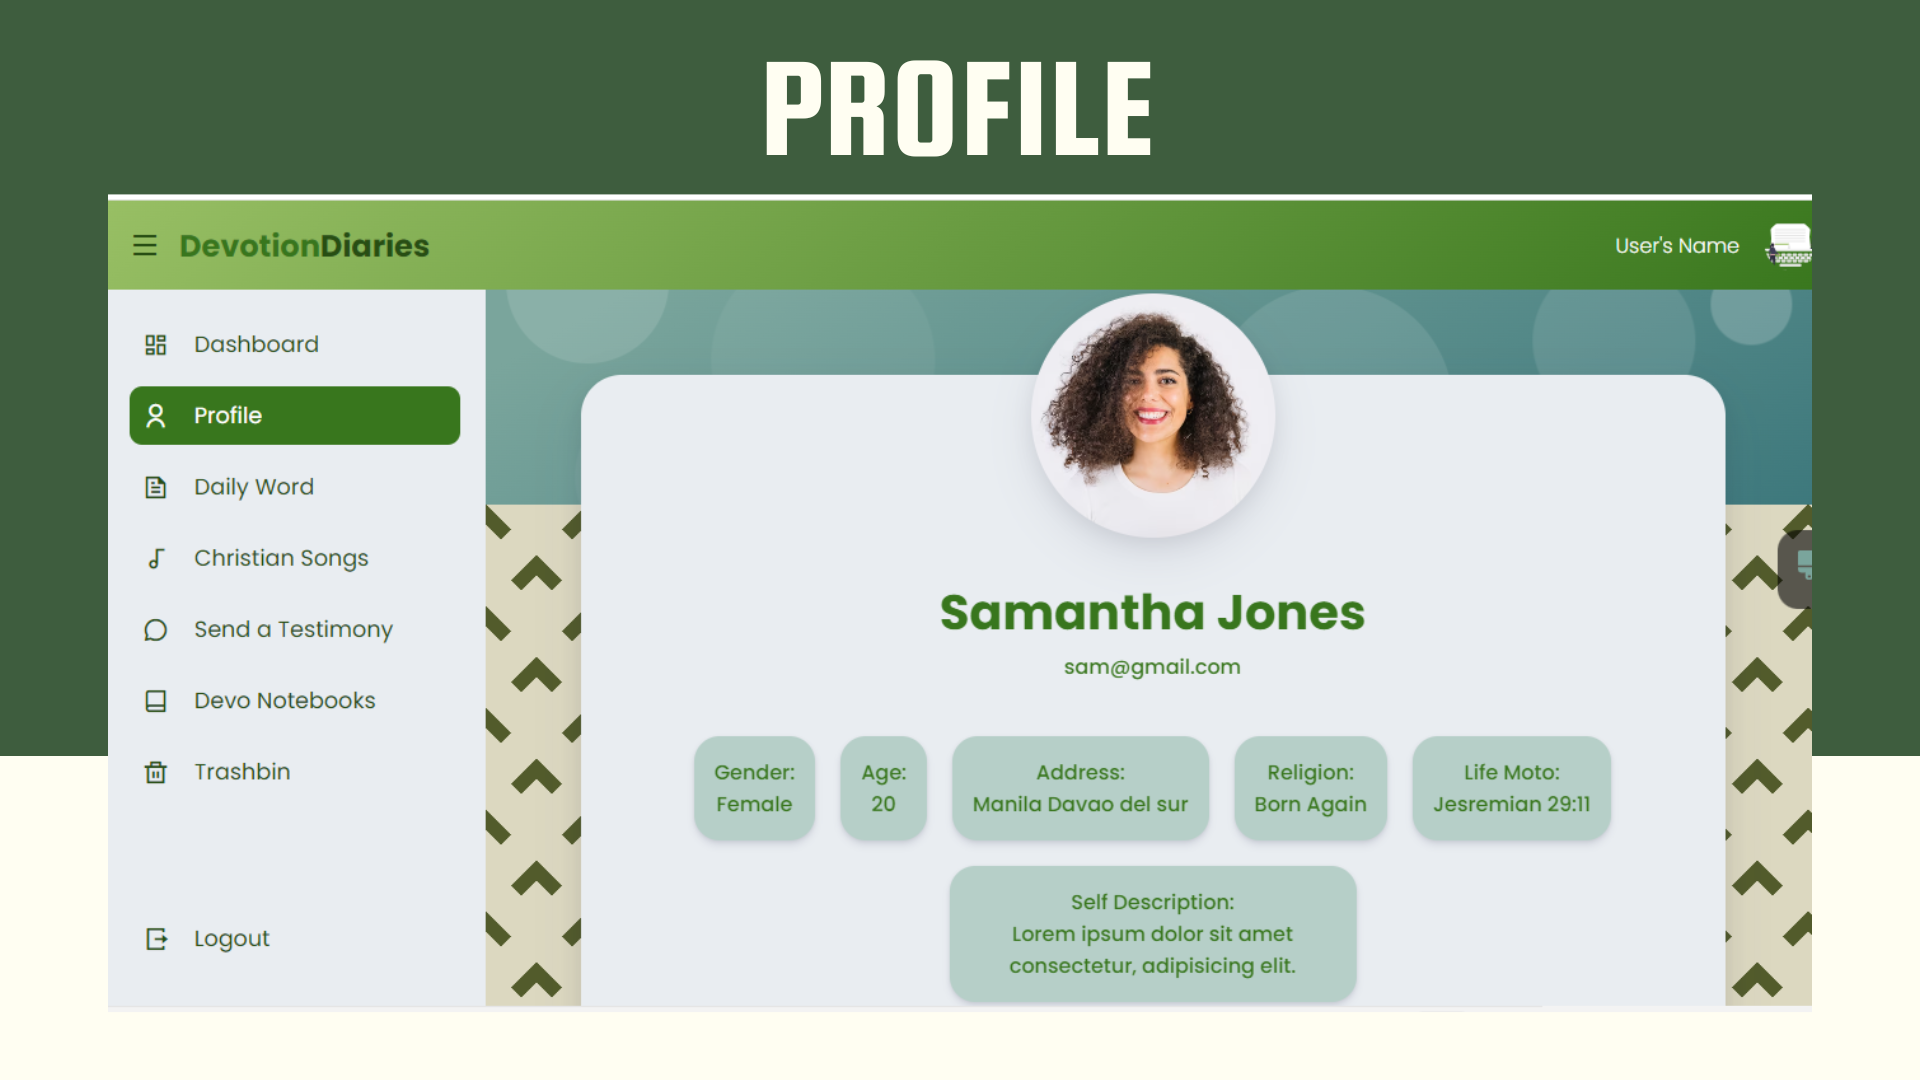 PROFILE
DevotionDiaries
User's Name
Dashboard
Profile
Daily Word
Christian Songs
Send a Testimony
Devo Notebooks
Trashbin
Logout
Samantha Jones
sam@gmail.com
Gender:
Female
Age:
20
Address:
Manila Davao del sur
Religion:
Born Again
Life Moto:
Jesremian 29:11
Self Description:
Lorem ipsum dolor sit amet
consectetur, adipisicing elit.